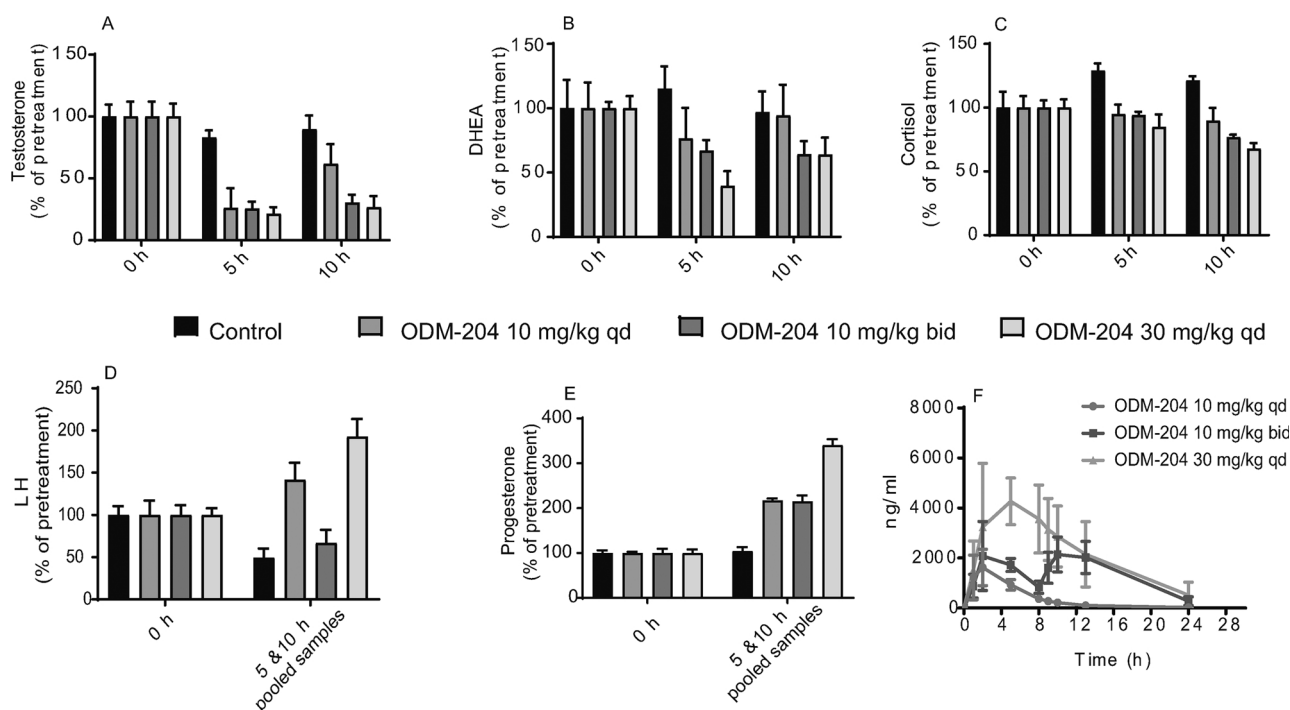 A
Testosterone
(% of pretreatment)
150
100
50
0
0 h
5 h
10 h
B
DHEA
(% of pretreatment)
150
100
50
0
0 h
5 h
10 h
C
Cortisol
(% of pretreatment)
150
100
50
0
0 h
5 h
10 h
Control
ODM-204 10 mg/kg qd
ODM-204 10 mg/kg bid
ODM-204 30 mg/kg qd
D
LH
(% of pretreatment)
250
200
150
100
50
0
0 h
5 & 10 h
pooled samples
E
Progesterone
(% of pretreatment)
400
300
200
100
0
0 h
5 & 10 h
pooled samples
F
ng/ml
8000
6000
4000
2000
0
ODM-204 10 mg/kg qd
ODM-204 10 mg/kg bid
ODM-204 30 mg/kg qd
0 4 8 12 16 20 24 28
Time (h)